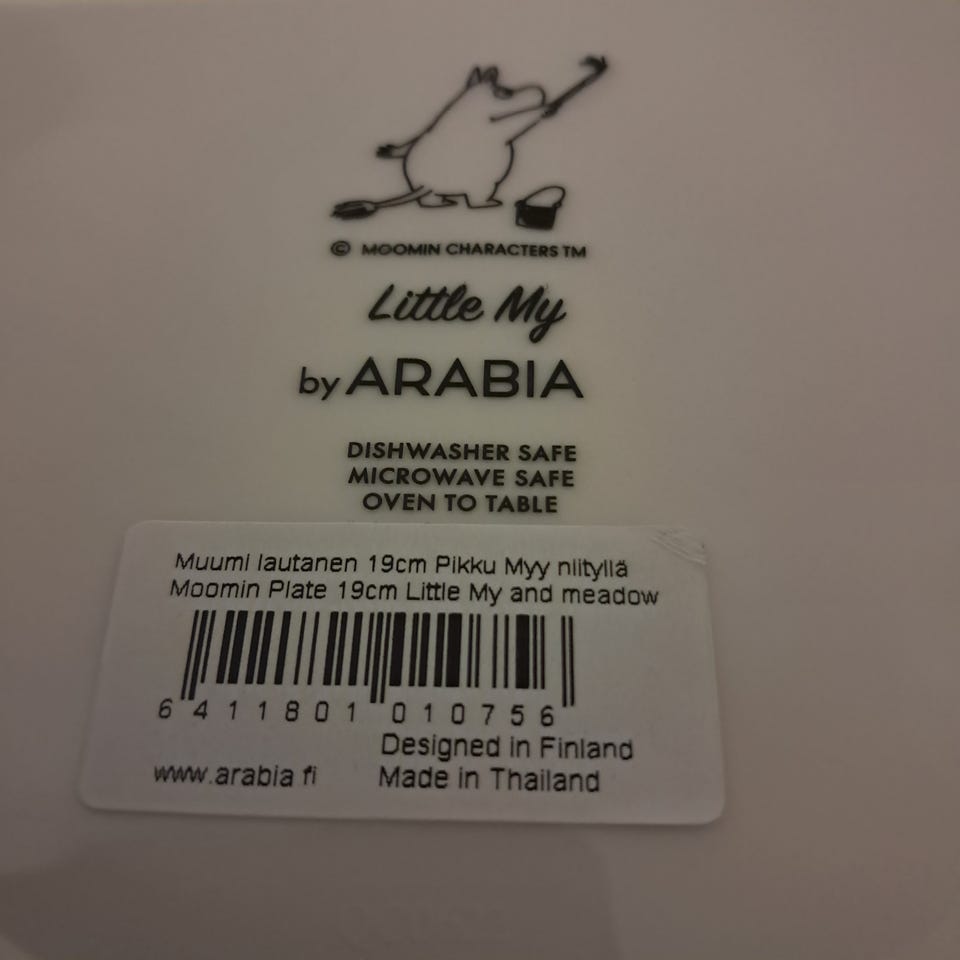 © MOOMIN CHARACTERS TM
Little My
by ARABIA
DISHWASHER SAFE
MICROWAVE SAFE
OVEN TO TABLE
Muumi lautanen 19cm Pikku Myy niityllä
Moomin Plate 19cm Little My and meadow
6 411801 010756
Designed in Finland
www.arabia.fi Made in Thailand